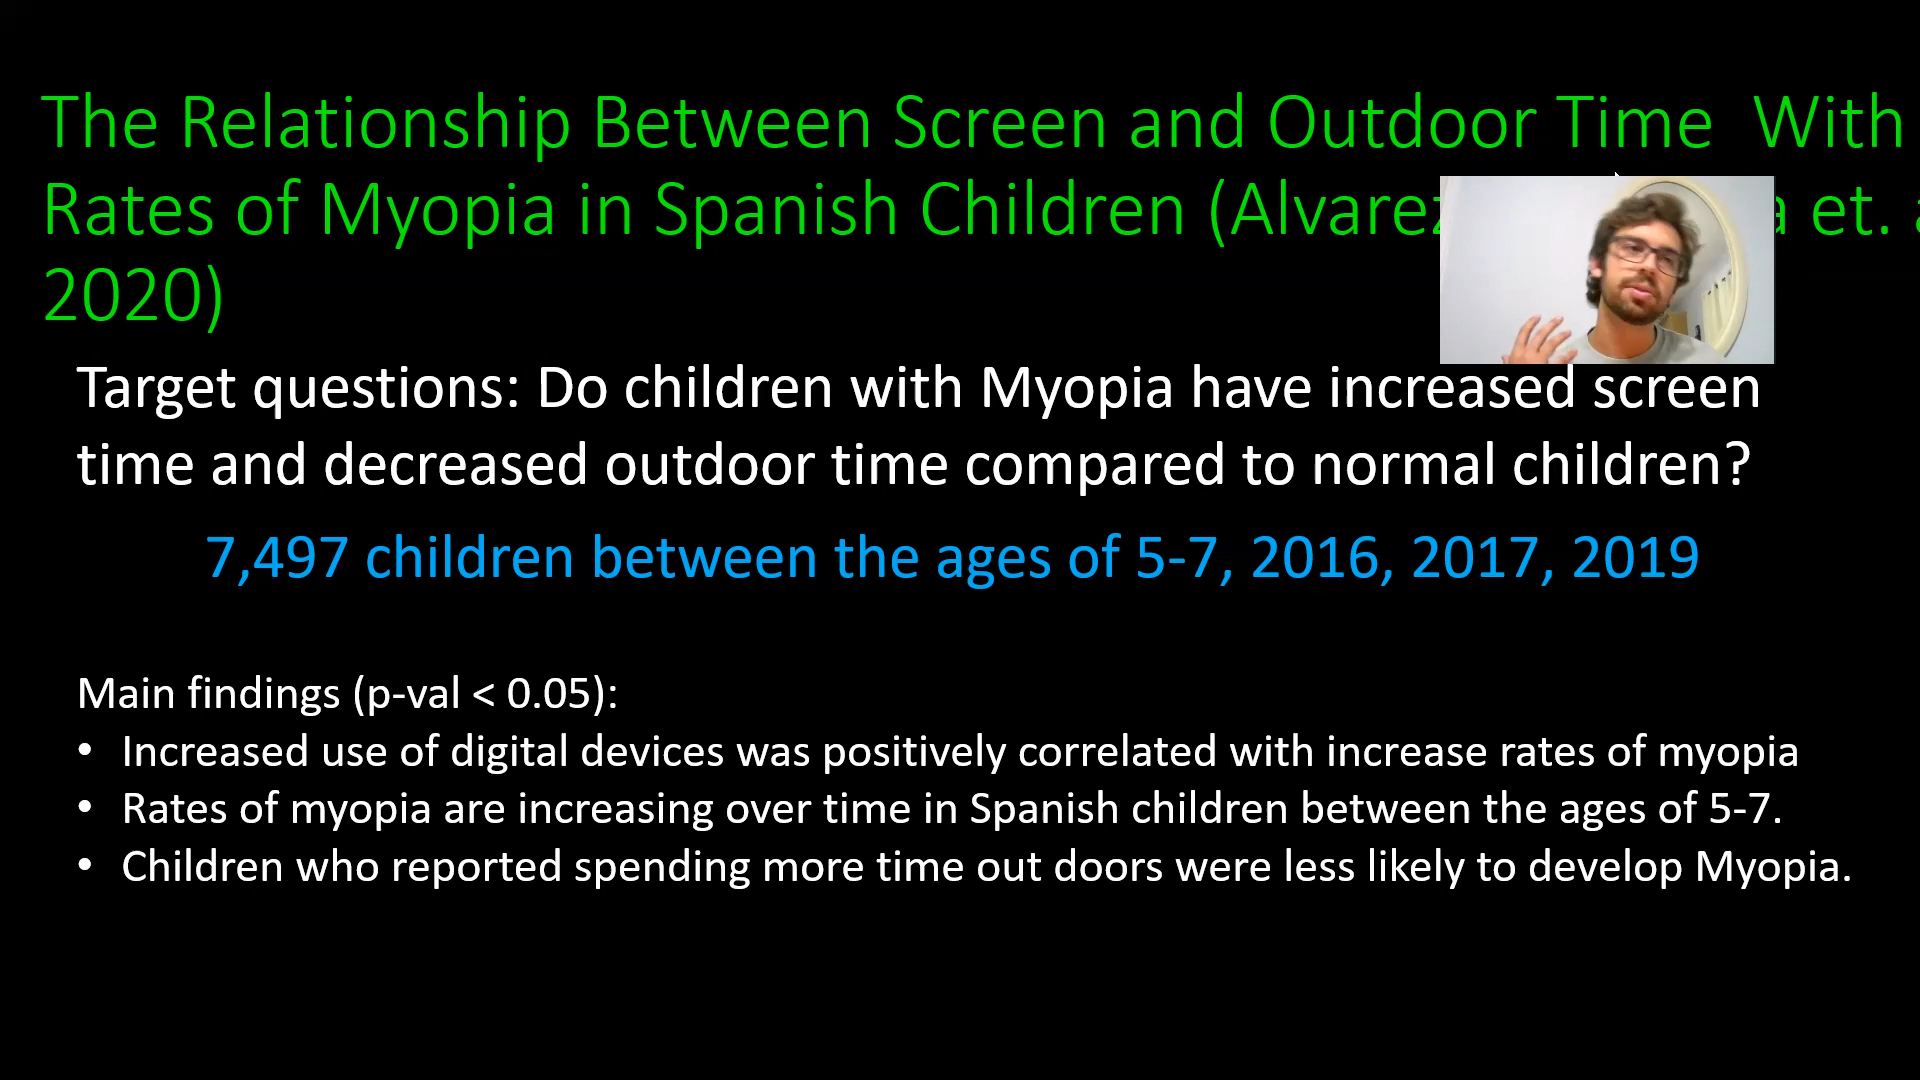 The Relationship Between Screen and Outdoor Time With
Rates of Myopia in Spanish Children (Alvarez et.
2020)
Target questions: Do children with Myopia have increased screen
time and decreased outdoor time compared to normal children?
7,497 children between the ages of 5-7, 2016, 2017, 2019
Main findings (p-val < 0.05):
• Increased use of digital devices was positively correlated with increase rates of myopia
• Rates of myopia are increasing over time in Spanish children between the ages of 5-7.
• Children who reported spending more time out doors were less likely to develop Myopia.